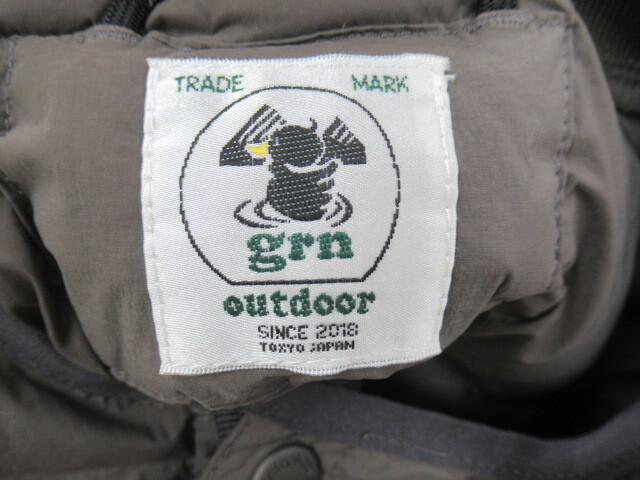 TRADE MARK
grn
outdoor
SINCE 2018
TOKYO JAPAN